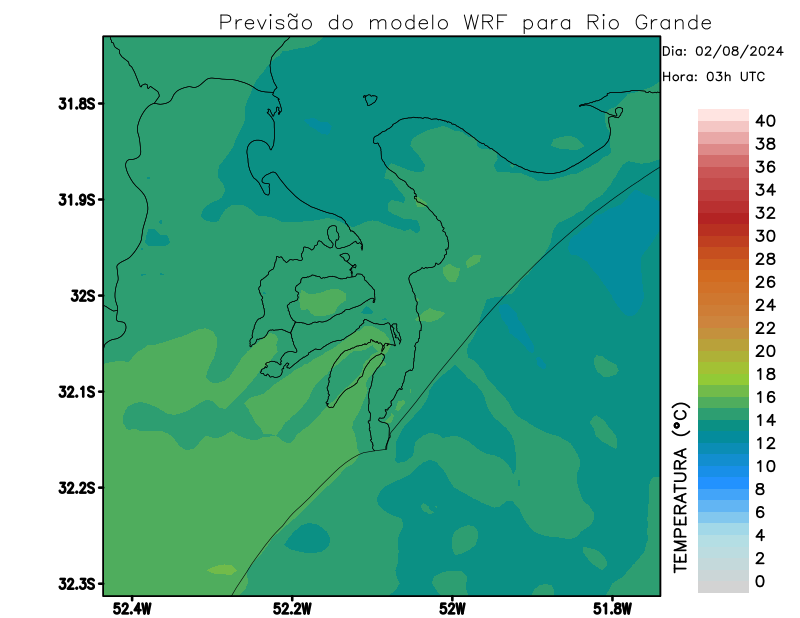 Previsão do modelo WRF para Rio Grande
Dia: 02/08/2024
Hora: 03h UTC
31.8S
31.9S
32S
32.1S
32.2S
32.3S
52.4W
52.2W
52W
51.8W
TEMPERATURA (°C)
40
38
36
34
32
30
28
26
24
22
20
18
16
14
12
10
8
6
4
2
0